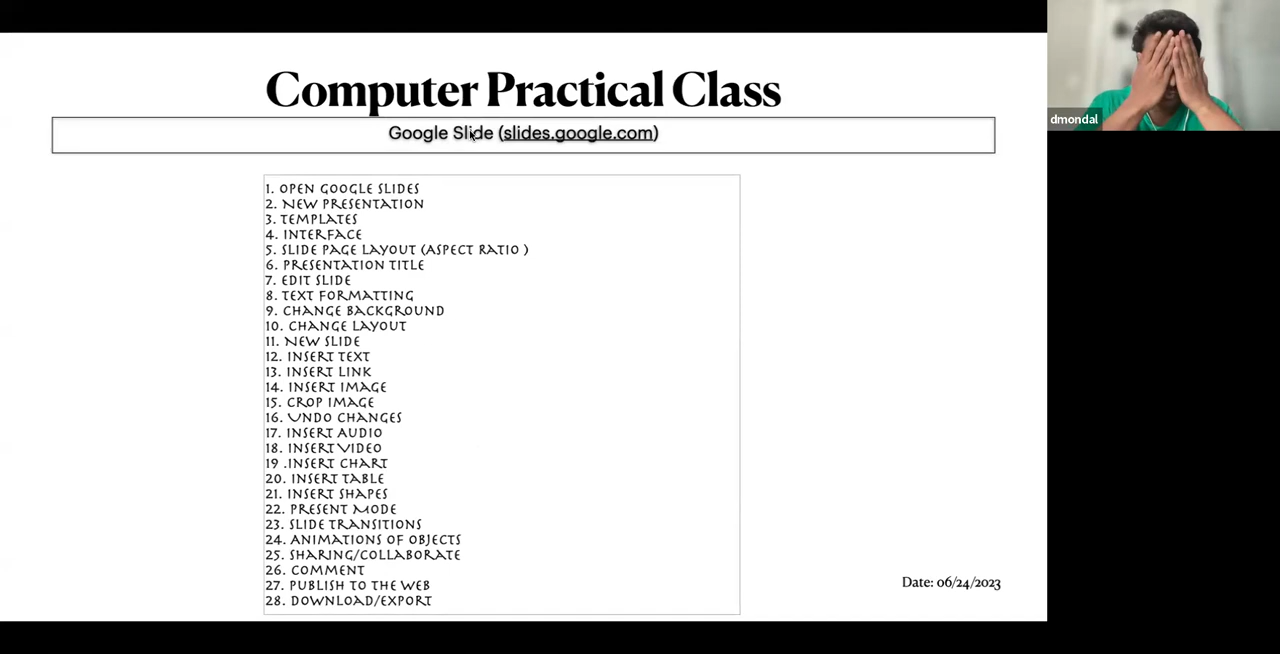 Computer Practical Class
Google Slide (slides.google.com)
1. OPEN GOOGLE SLIDES
2. NEW PRESENTATION
3. TEMPLATES
4. INTERFACE
5. SLIDE PAGE LAYOUT (ASPECT RATIO )
6. PRESENTATION TITLE
7. EDIT SLIDE
8. TEXT FORMATTING
9. CHANGE BACKGROUND
10. CHANGE LAYOUT
11. NEW SLIDE
12. INSERT TEXT
13. INSERT LINK
14. INSERT IMAGE
15. CROP IMAGE
16. UNDO CHANGES
17. INSERT AUDIO
18. INSERT VIDEO
19 .INSERT CHART
20. INSERT TABLE
21. INSERT SHAPES
22. PRESENT MODE
23. SLIDE TRANSITIONS
24. ANIMATIONS OF OBJECTS
25. SHARING/COLLABORATE
26. COMMENT
27. PUBLISH TO THE WEB
28. DOWNLOAD/EXPORT
Date: 06/24/2023
dmondal